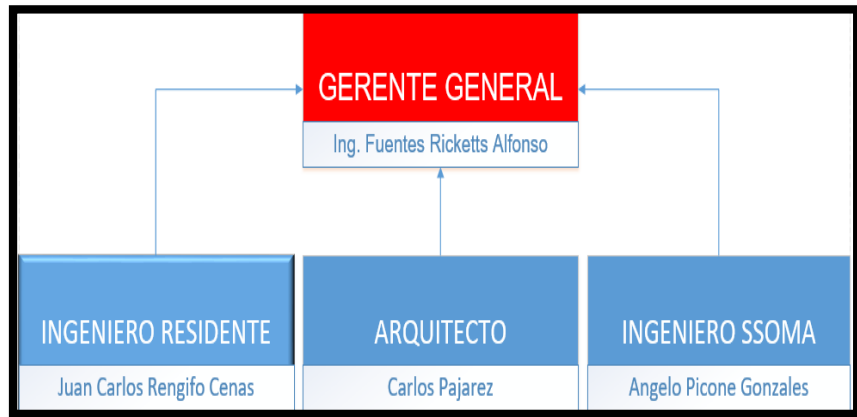 GERENTE GENERAL
Ing. Fuentes Ricketts Alfonso
INGENIERO RESIDENTE
Juan Carlos Rengifo Cenas
ARQUITECTO
Carlos Pajarez
INGENIERO SSOMA
Angelo Picone Gonzales